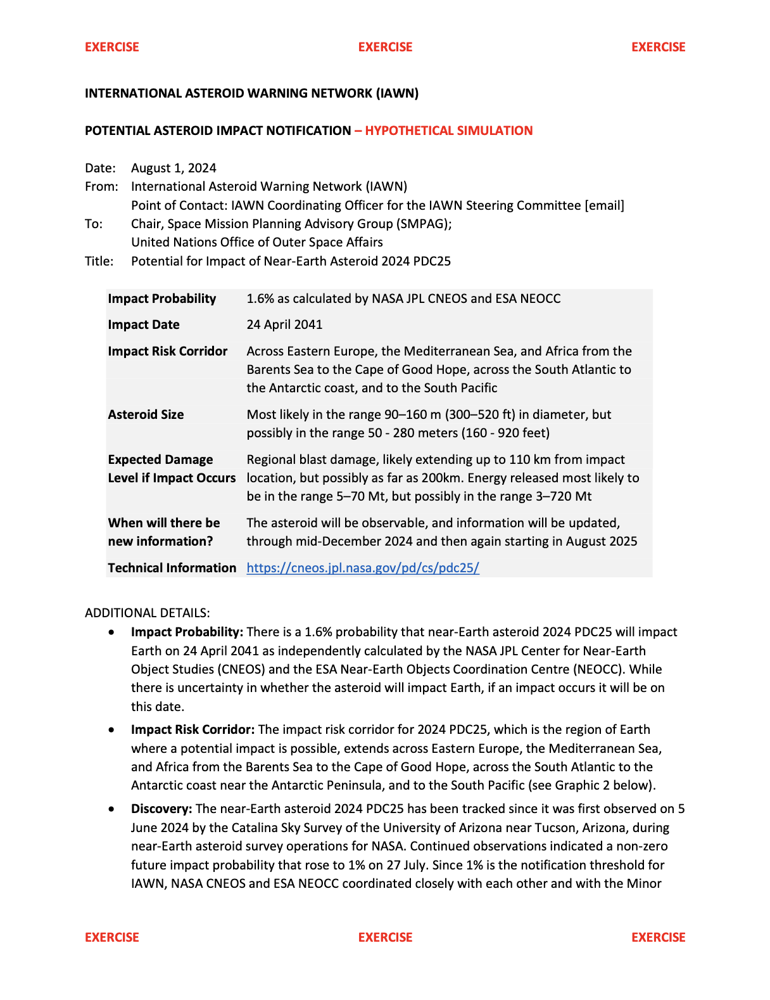 EXERCISE EXERCISE EXERCISE
INTERNATIONAL ASTEROID WARNING NETWORK (IAWN)
POTENTIAL ASTEROID IMPACT NOTIFICATION – HYPOTHETICAL SIMULATION
Date: August 1, 2024
From: International Asteroid Warning Network (IAWN)
Point of Contact: IAWN Coordinating Officer for the IAWN Steering Committee [email]
To: Chair, Space Mission Planning Advisory Group (SMPAG);
United Nations Office of Outer Space Affairs
Title: Potential for Impact of Near-Earth Asteroid 2024 PDC25
Impact Probability 1.6% as calculated by NASA JPL CNEOS and ESA NEOCC
Impact Date 24 April 2041
Impact Risk Corridor Across Eastern Europe, the Mediterranean Sea, and Africa from the
Barents Sea to the Cape of Good Hope, across the South Atlantic to
the Antarctic coast, and to the South Pacific
Asteroid Size Most likely in the range 90–160 m (300–520 ft) in diameter, but
possibly in the range 50 - 280 meters (160 - 920 feet)
Expected Damage Regional blast damage, likely extending up to 110 km from impact
Level if Impact Occurs location, but possibly as far as 200km. Energy released most likely to
be in the range 5–70 Mt, but possibly in the range 3–720 Mt
When will there be The asteroid will be observable, and information will be updated,
new information? through mid-December 2024 and then again starting in August 2025
Technical Information https://cneos.jpl.nasa.gov/pd/cs/pdc25/
ADDITIONAL DETAILS:
• Impact Probability: There is a 1.6% probability that near-Earth asteroid 2024 PDC25 will impact
Earth on 24 April 2041 as independently calculated by the NASA JPL Center for Near-Earth
Object Studies (CNEOS) and the ESA Near-Earth Objects Coordination Centre (NEOCC). While
there is uncertainty in whether the asteroid will impact Earth, if an impact occurs it will be on
this date.
• Impact Risk Corridor: The impact risk corridor for 2024 PDC25, which is the region of Earth
where a potential impact is possible, extends across Eastern Europe, the Mediterranean Sea,
and Africa from the Barents Sea to the Cape of Good Hope, across the South Atlantic to the
Antarctic coast near the Antarctic Peninsula, and to the South Pacific (see Graphic 2 below).
• Discovery: The near-Earth asteroid 2024 PDC25 has been tracked since it was first observed on 5
June 2024 by the Catalina Sky Survey of the University of Arizona near Tucson, Arizona, during
near-Earth asteroid survey operations for NASA. Continued observations indicated a non-zero
future impact probability that rose to 1% on 27 July. Since 1% is the notification threshold for
IAWN, NASA CNEOS and ESA NEOCC coordinated closely with each other and with the Minor
EXERCISE EXERCISE EXERCISE